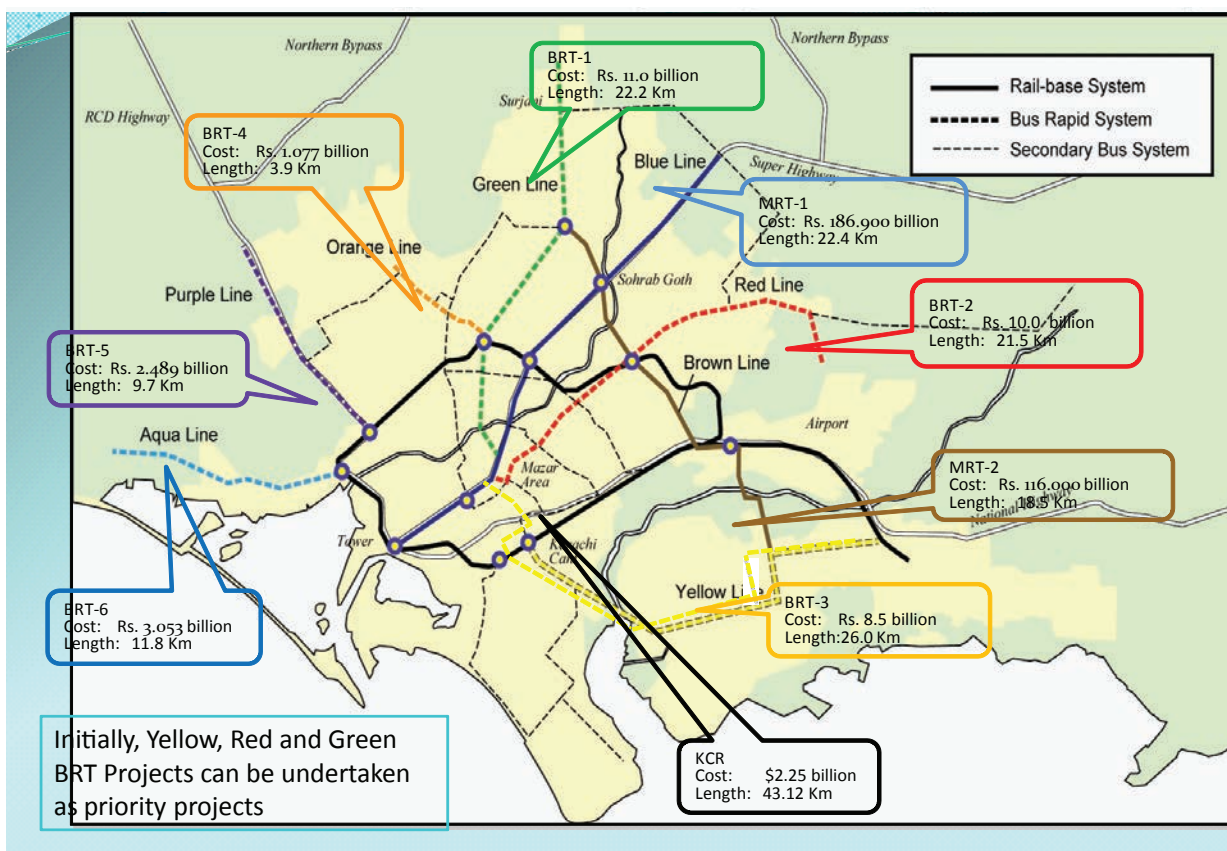 Northern Bypass
Northern Bypass
BRT-1
Cost: Rs. 11.0 billion
Length: 22.2 Km
Rail-base System
Bus Rapid System
Secondary Bus System
Surjani
RCD Highway
BRT-4
Cost: Rs. 1.077 billion
Length: 3.9 Km
Blue Line
Super Highway
Green Line
MRT-1
Cost: Rs. 186.900 billion
Length: 22.4 Km
Orange Line
Sohrab Goth
Red Line
Purple Line
BRT-2
Cost: Rs. 10.0 billion
Length: 21.5 Km
BRT-5
Cost: Rs. 2.489 billion
Length: 9.7 Km
Brown Line
Aqua Line
Airport
Mazar
Area
MRT-2
Cost: Rs. 116.000 billion
Length: 18.5 Km
National Highway
Tower
Karachi
Cant
Yellow Line
BRT-6
Cost: Rs. 3.053 billion
Length: 11.8 Km
BRT-3
Cost: Rs. 8.5 billion
Length:26.0 Km
Initially, Yellow, Red and Green
BRT Projects can be undertaken
as priority projects
KCR
Cost: $2.25 billion
Length: 43.12 Km